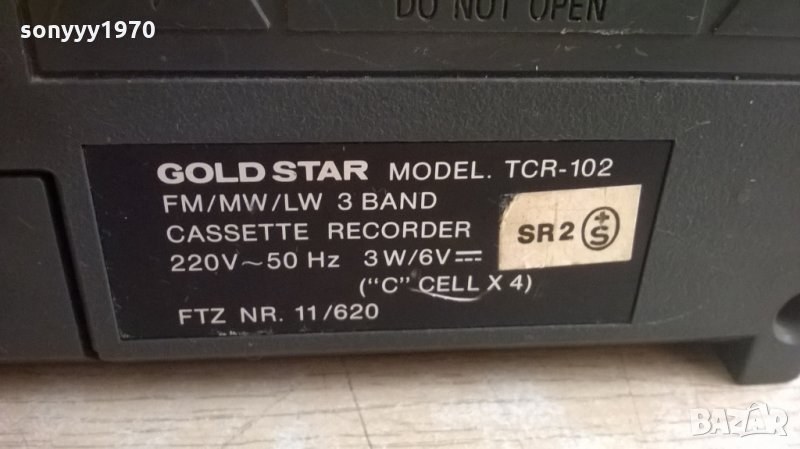 sonyyy1970
DO NOT OPEN
GOLD STAR MODEL. TCR-102
FM/MW/LW 3 BAND
CASSETTE RECORDER
220V~50 Hz 3W/6V⎓
("C" CELL X 4)
FTZ NR. 11/620
SR2 +S
BAZAR